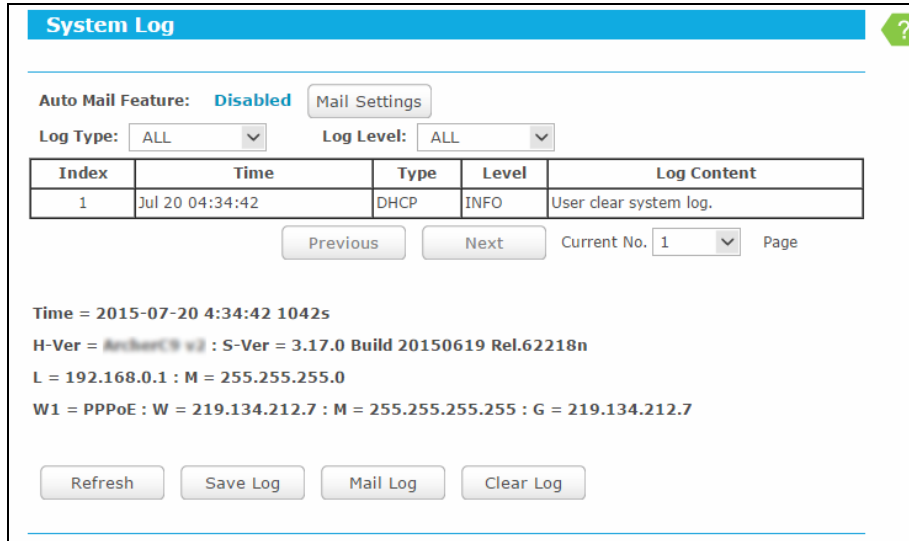 System Log
?
Auto Mail Feature: Disabled Mail Settings
Log Type: ALL Log Level: ALL
Index Time Type Level Log Content
1 Jul 20 04:34:42 DHCP INFO User clear system log.
Previous Next Current No. 1 Page
Time = 2015-07-20 4:34:42 1042s
H-Ver = : S-Ver = 3.17.0 Build 20150619 Rel.62218n
L = 192.168.0.1 : M = 255.255.255.0
W1 = PPPoE : W = 219.134.212.7 : M = 255.255.255.255 : G = 219.134.212.7
Refresh Save Log Mail Log Clear Log